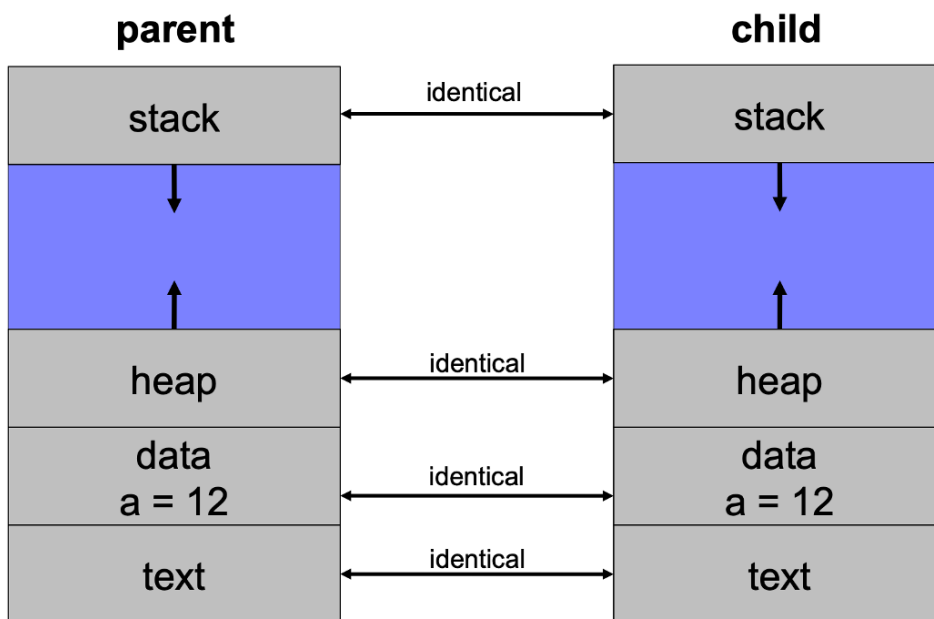 parent
child
stack
identical
stack
heap
identical
heap
data
a = 12
identical
data
a = 12
text
identical
text